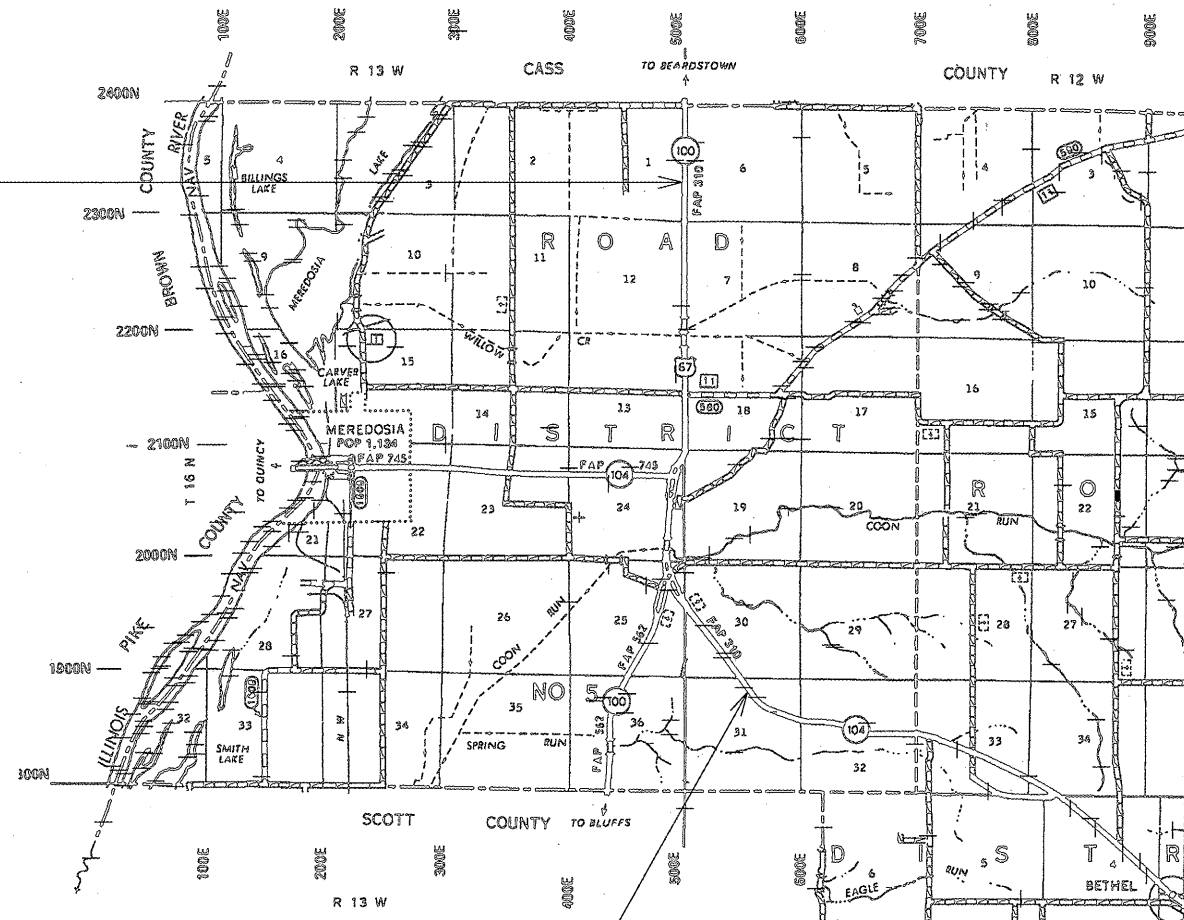 100E 200E 300E 400E 500E 600E 700E 800E 900E
TO BEARDSTOWN
R 13 W CASS COUNTY R 12 W
2400N
COUNTY RIVER NAV
5 4 LAKE 3 2 1 100 6 5 4 580 3
BILLINGS LAKE
11
FAP 310
2300N
BROWN
9 10 R O A D 11 12 7 8 9 10
MEREDOSIA
2200N
WILLOW CR
16 15 67
CARVER LAKE
11
580
14 13 18 17 16 15
MEREDOSIA
POP 1,134
D I S T R I C T
2100N
FAP 745
FAP 745
104
TO QUINCY
T 16 N
COUNTY
R O
23 24 19 20 21 22
COON RUN
21 22
2000N
NAV
27 26 25 30 29 28 27
COON RUN
FAP 562
FAP 310
PIKE
28
1900N
NO 5
100
ILLINOIS
32 33 34 35 36 31 32 33 34
SMITH LAKE
SPRING RUN
FAP 562
104
800N
SCOTT COUNTY TO BLUFFS
D I S T R
6 5 4
EAGLE RUN
BETHEL
100E 200E 300E 400E 500E 600E
R 13 W